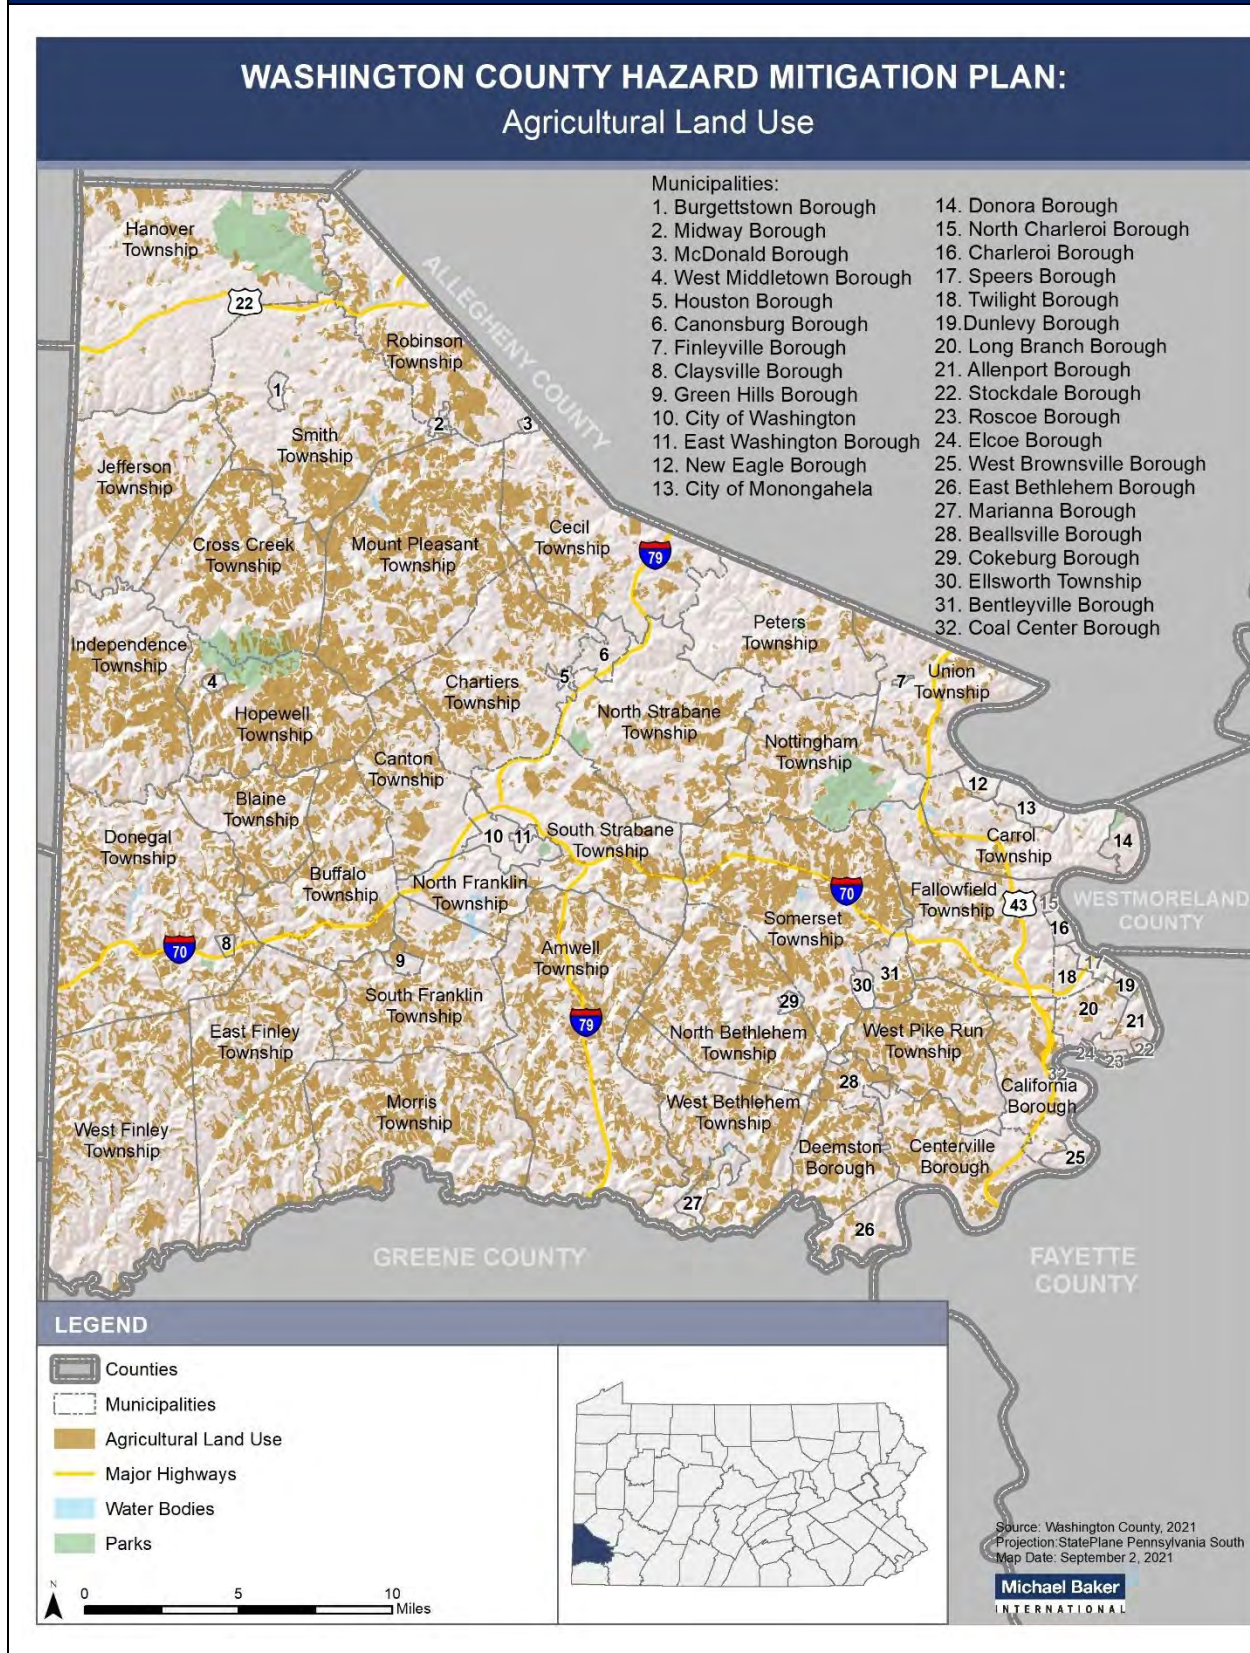 WASHINGTON COUNTY HAZARD MITIGATION PLAN:
Agricultural Land Use
Municipalities:
1. Burgettstown Borough
2. Midway Borough
3. McDonald Borough
4. West Middletown Borough
5. Houston Borough
6. Canonsburg Borough
7. Finleyville Borough
8. Claysville Borough
9. Green Hills Borough
10. City of Washington
11. East Washington Borough
12. New Eagle Borough
13. City of Monongahela
14. Donora Borough
15. North Charleroi Borough
16. Charleroi Borough
17. Speers Borough
18. Twilight Borough
19.Dunlevy Borough
20. Long Branch Borough
21. Allenport Borough
22. Stockdale Borough
23. Roscoe Borough
24. Elcoe Borough
25. West Brownsville Borough
26. East Bethlehem Borough
27. Marianna Borough
28. Beallsville Borough
29. Cokeburg Borough
30. Ellsworth Township
31. Bentleyville Borough
32. Coal Center Borough
Hanover
Township
22
ALLEGHENY COUNTY
Robinson
Township
1
2
3
Smith
Township
Jefferson
Township
Cross Creek
Township
Mount Pleasant
Township
Cecil
Township
79
Peters
Township
Independence
Township
4
Hopewell
Township
Chartiers
Township
5
6
North Strabane
Township
7
Union
Township
Nottingham
Township
Canton
Township
12
13
14
Blaine
Township
Donegal
Township
10
11
South Strabane
Township
Carrol
Township
Buffalo
Township
North Franklin
Township
70
Fallowfield
Township
43
15
WESTMORELAND
COUNTY
Somerset
Township
16
70
8
9
Amwell
Township
17
18
19
30
31
29
South Franklin
Township
79
20
21
East Finley
Township
North Bethlehem
Township
West Pike Run
Township
22
23
24
32
28
California
Borough
Morris
Township
West Bethlehem
Township
West Finley
Township
Deemston
Borough
Centerville
Borough
25
27
26
GREENE COUNTY
FAYETTE
COUNTY
LEGEND
Counties
Municipalities
Agricultural Land Use
Major Highways
Water Bodies
Parks
N
0 5 10
Miles
Source: Washington County, 2021
Projection:StatePlane Pennsylvania South
Map Date: September 2, 2021
Michael Baker
INTERNATIONAL